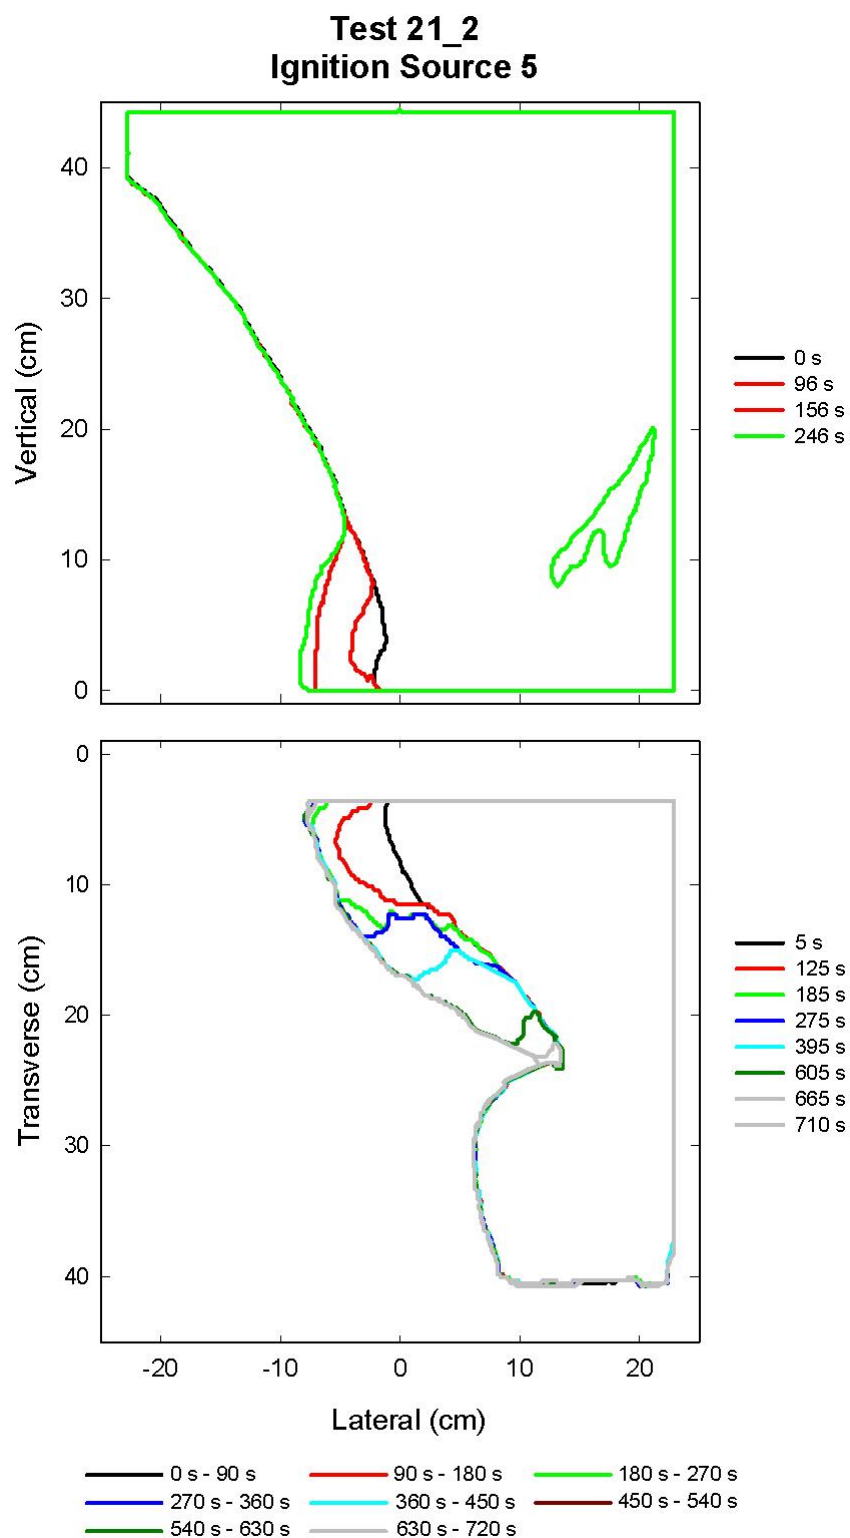 Test 21_2
Ignition Source 5
40
30
20
10
0
Vertical (cm)
0 s
96 s
156 s
246 s
0
10
20
30
40
Transverse (cm)
5 s
125 s
185 s
275 s
395 s
605 s
665 s
710 s
-20 -10 0 10 20
Lateral (cm)
0 s - 90 s 90 s - 180 s 180 s - 270 s
270 s - 360 s 360 s - 450 s 450 s - 540 s
540 s - 630 s 630 s - 720 s